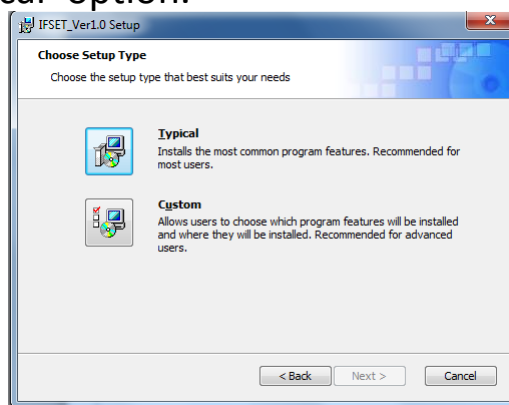 option.
IFSET_Ver1.0 Setup
Choose Setup Type
Choose the setup type that best suits your needs
Typical
Installs the most common program features. Recommended for
most users.
Custom
Allows users to choose which program features will be installed
and where they will be installed. Recommended for advanced
users.
< Back Next > Cancel